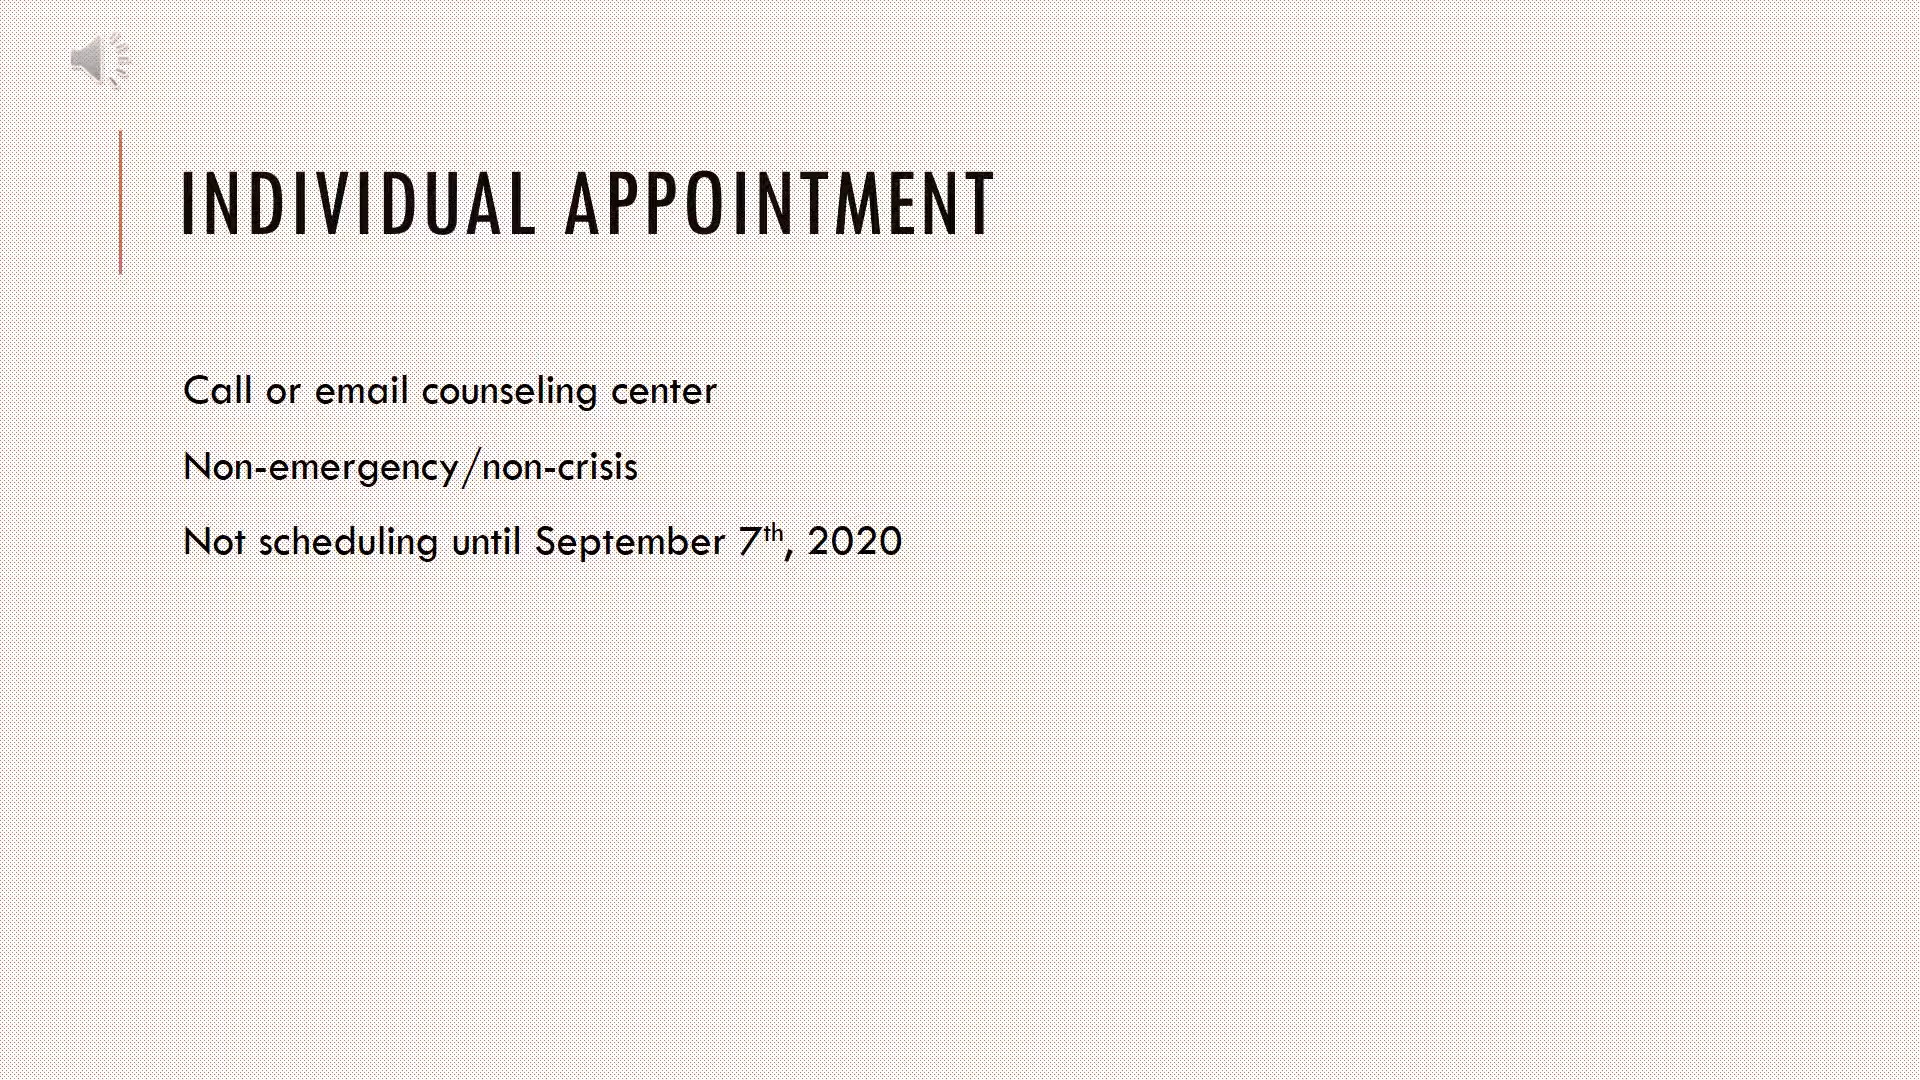 INDIVIDUAL APPOINTMENT
Call or email counseling center
Non-emergency/non-crisis
Not scheduling until September 7th, 2020